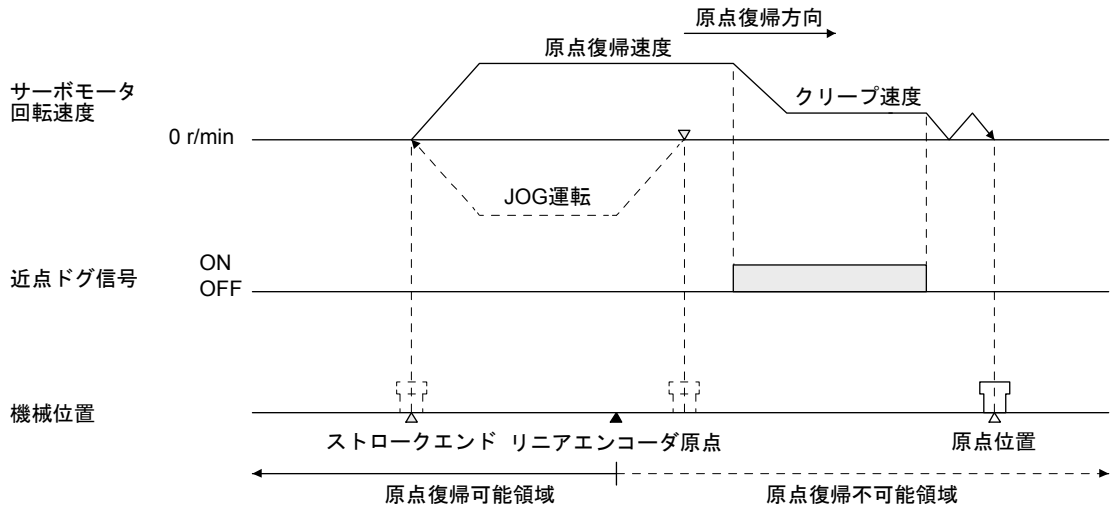 原点復帰方向
原点復帰速度
サーボモータ
回転速度
クリープ速度
0 r/min
JOG運転
近点ドグ信号
ON
OFF
機械位置
ストロークエンド
リニアエンコーダ原点
原点位置
原点復帰可能領域
原点復帰不可能領域